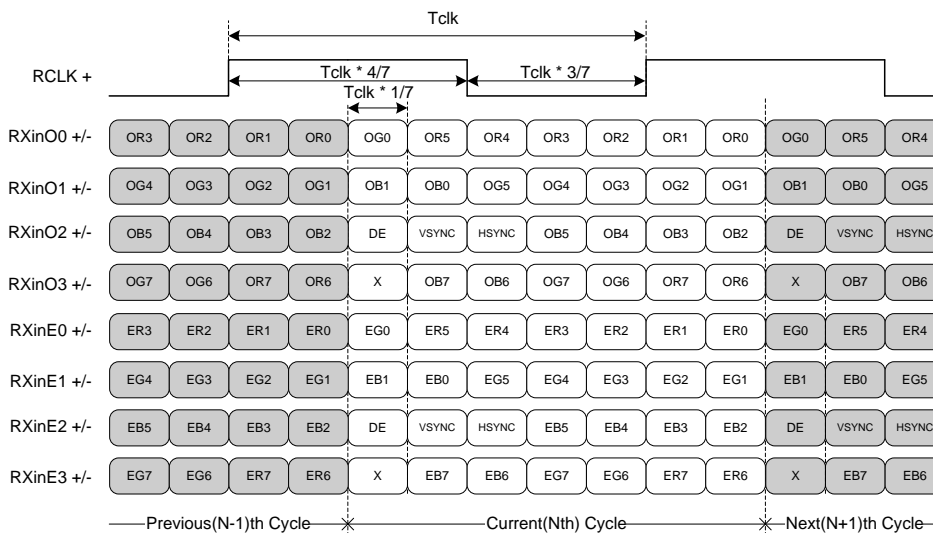 Tclk
RCLK +
Tclk * 4/7 Tclk * 3/7
Tclk * 1/7
RXinO0 +/- OR3 OR2 OR1 OR0 OG0 OR5 OR4 OR3 OR2 OR1 OR0 OG0 OR5 OR4
RXinO1 +/- OG4 OG3 OG2 OG1 OB1 OB0 OG5 OG4 OG3 OG2 OG1 OB1 OB0 OG5
RXinO2 +/- OB5 OB4 OB3 OB2 DE VSYNC HSYNC OB5 OB4 OB3 OB2 DE VSYNC HSYNC
RXinO3 +/- OG7 OG6 OR7 OR6 X OB7 OB6 OG7 OG6 OR7 OR6 X OB7 OB6
RXinE0 +/- ER3 ER2 ER1 ER0 EG0 ER5 ER4 ER3 ER2 ER1 ER0 EG0 ER5 ER4
RXinE1 +/- EG4 EG3 EG2 EG1 EB1 EB0 EG5 EG4 EG3 EG2 EG1 EB1 EB0 EG5
RXinE2 +/- EB5 EB4 EB3 EB2 DE VSYNC HSYNC EB5 EB4 EB3 EB2 DE VSYNC HSYNC
RXinE3 +/- EG7 EG6 ER7 ER6 X EB7 EB6 EG7 EG6 ER7 ER6 X EB7 EB6
Previous(N-1)th Cycle Current(Nth) Cycle Next(N+1)th Cycle